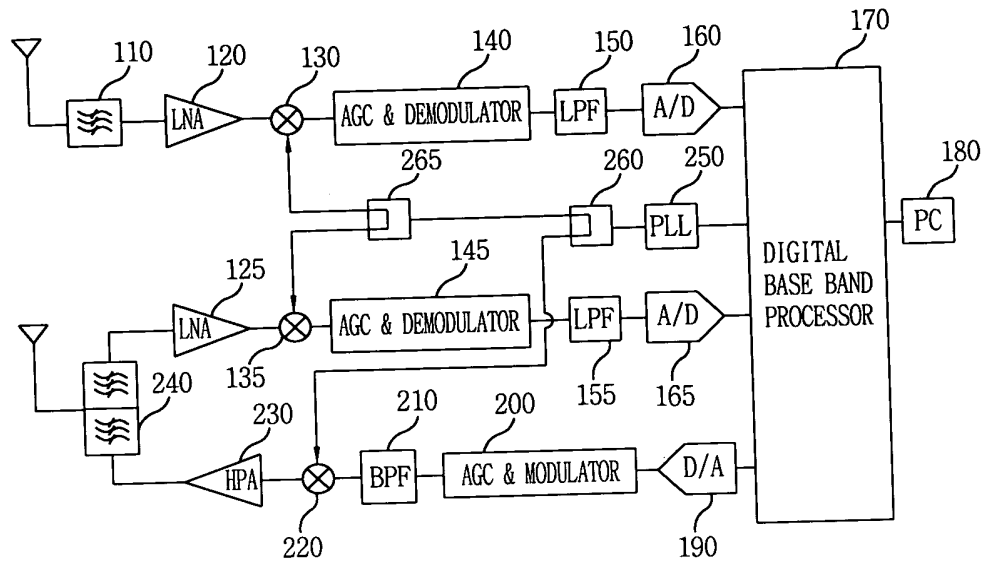 110
120
130
140
150
160
170
LNA
AGC & DEMODULATOR
LPF
A/D
265
260
250
180
PLL
PC
DIGITAL
BASE BAND
PROCESSOR
125
145
LNA
AGC & DEMODULATOR
LPF
A/D
135
155
165
240
230
210
200
HPA
BPF
AGC & MODULATOR
D/A
220
190